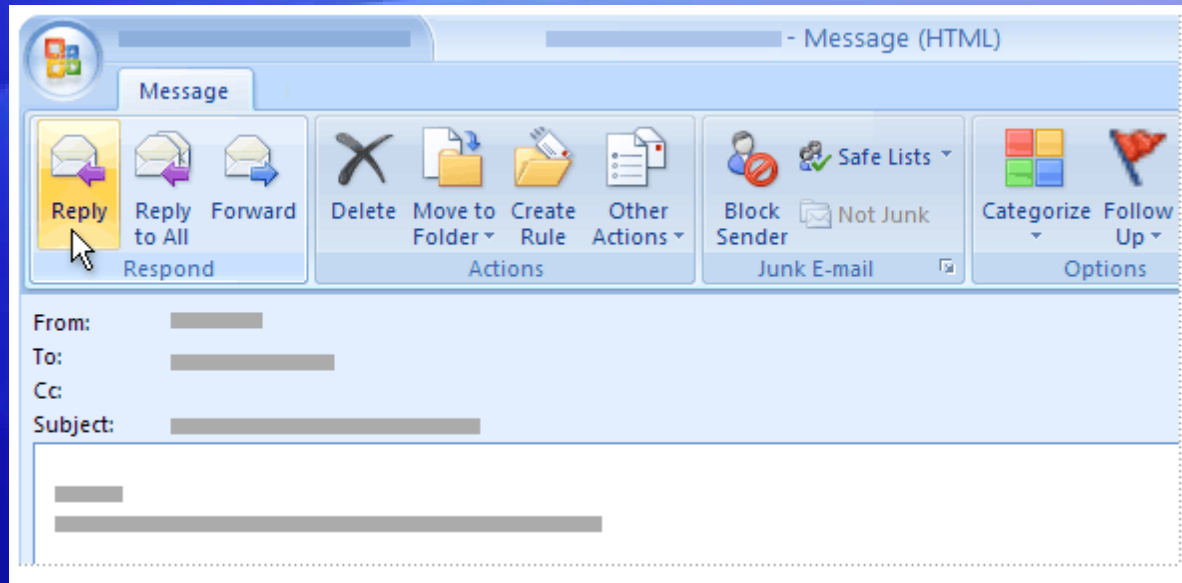 - Message (HTML)
Message
Reply
Reply to All
Forward
Respond
Delete
Move to Folder
Create Rule
Other Actions
Actions
Block Sender
Safe Lists
Not Junk
Junk E-mail
Categorize
Follow Up
Options
From:
To:
Cc:
Subject: